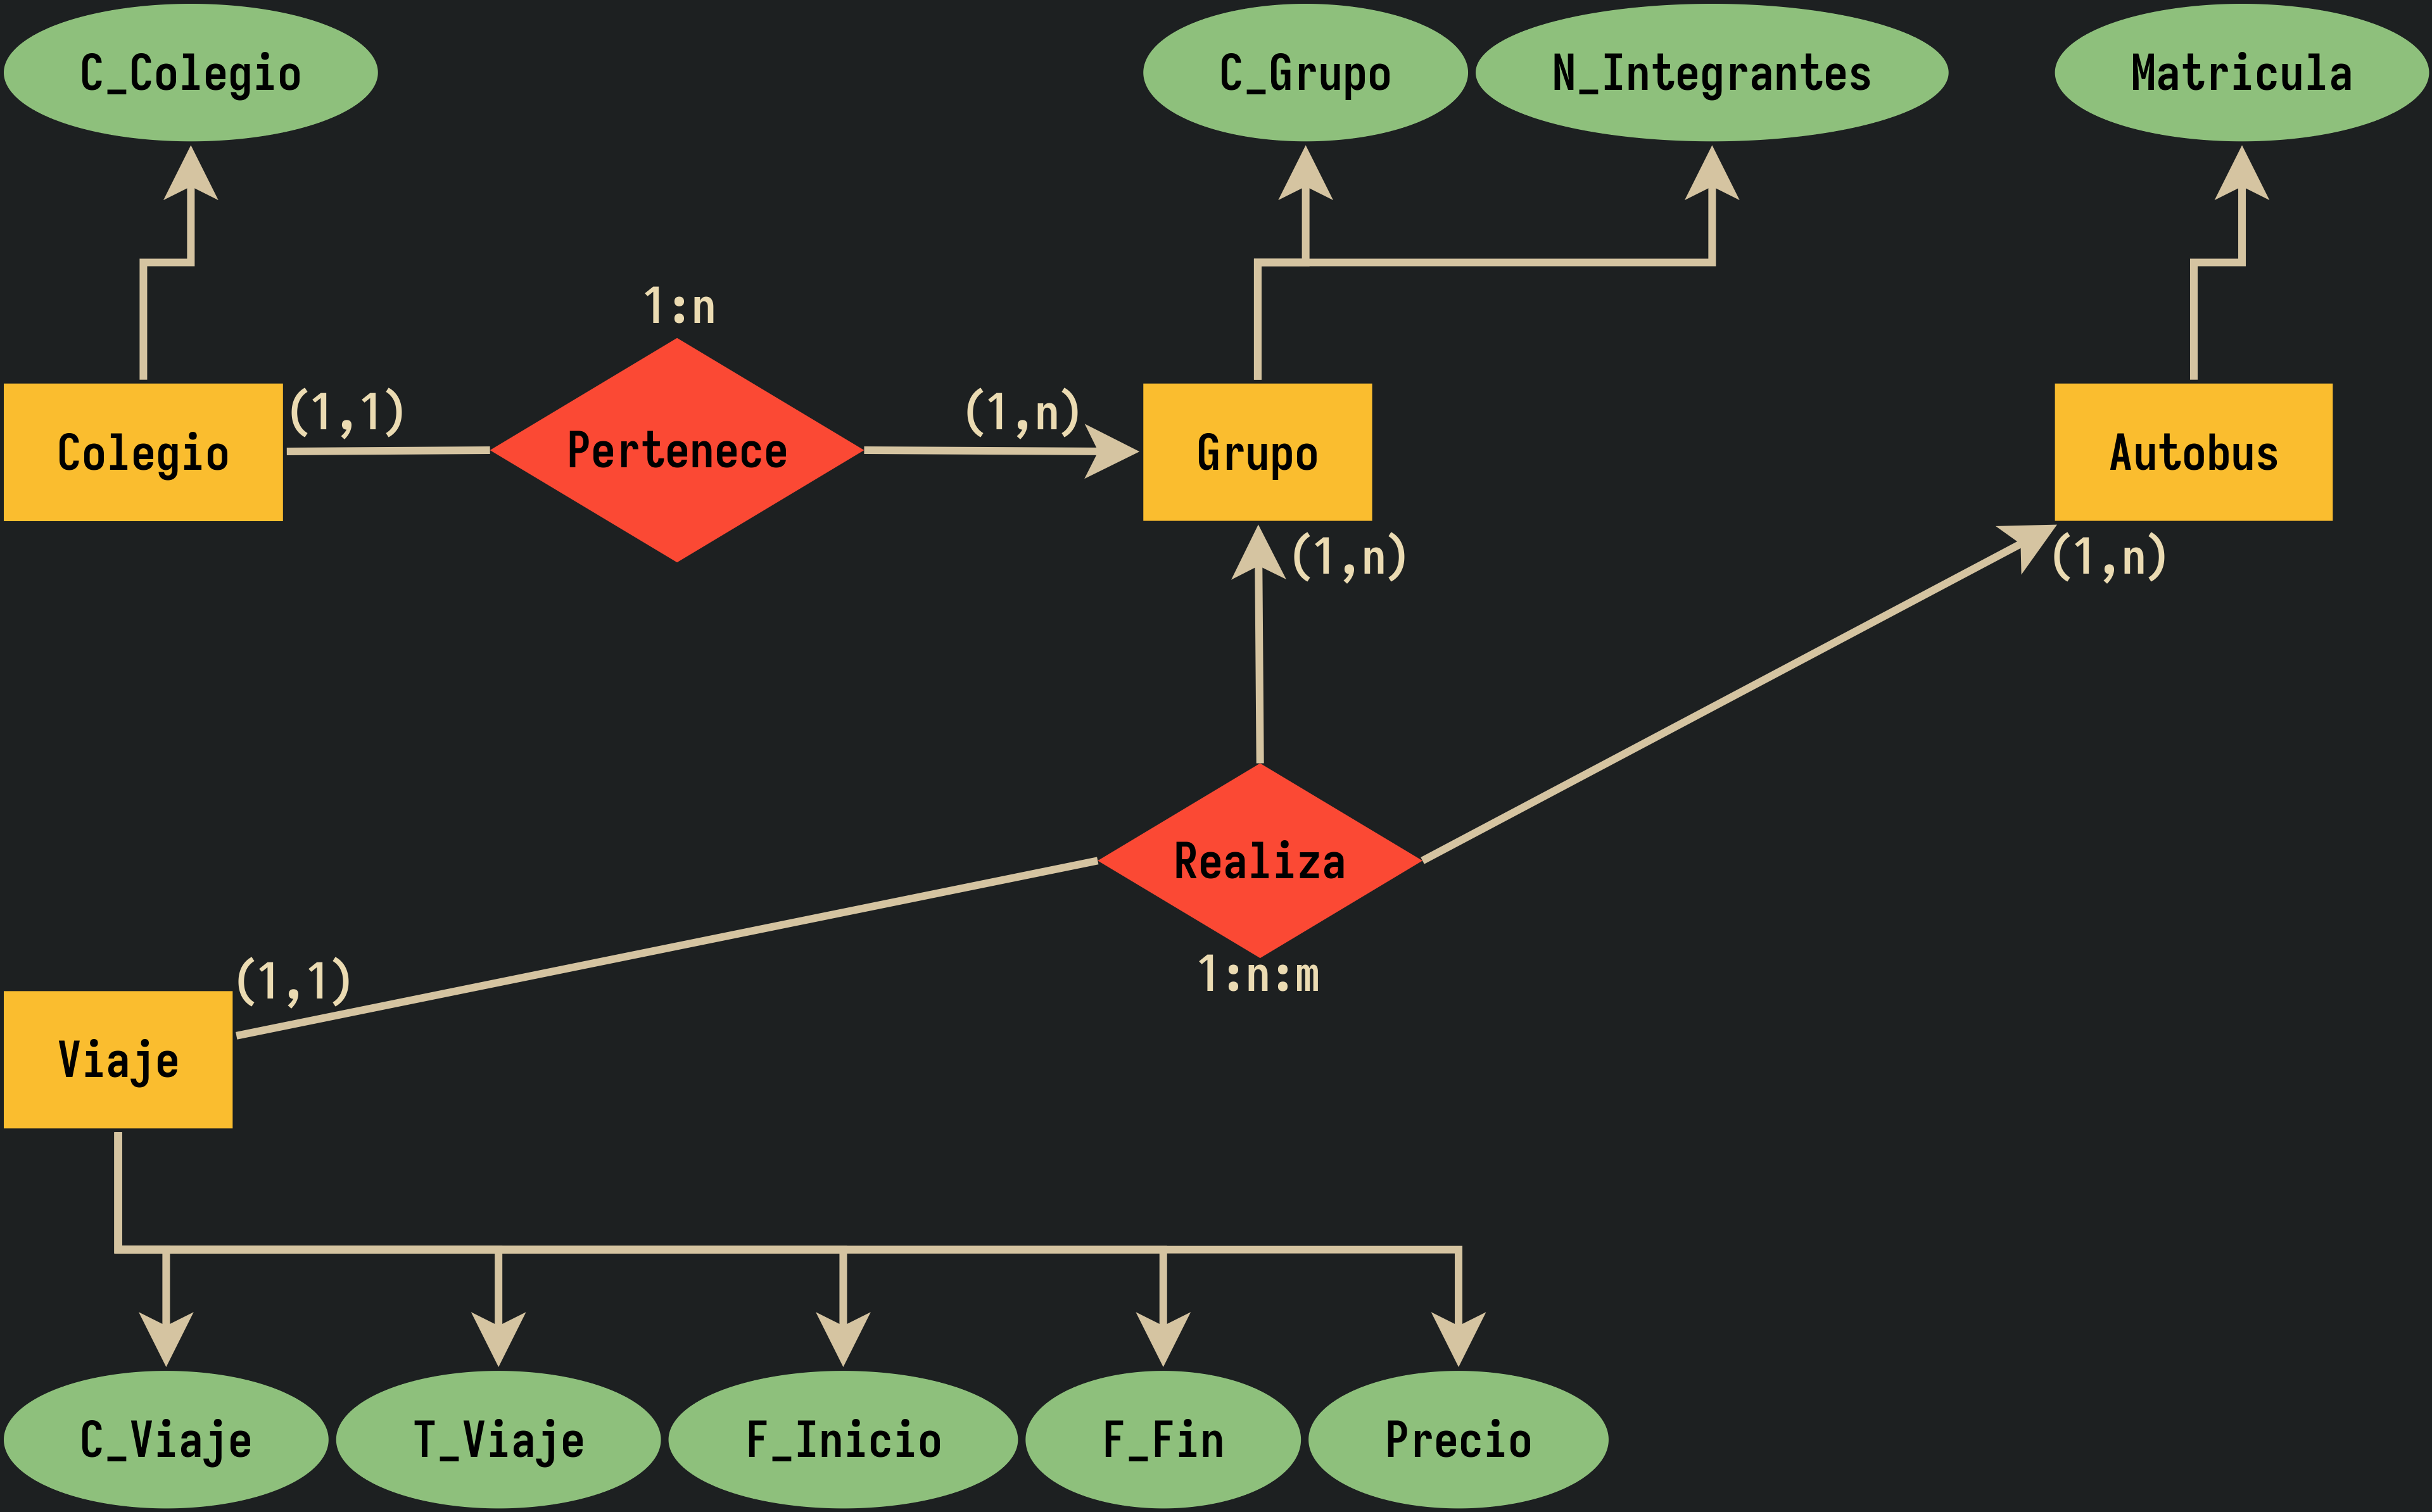 C_Colegio
C_Grupo
N_Integrantes
Matricula
1:n
(1,1)
(1,n)
Colegio
Pertenece
Grupo
Autobus
(1,n)
(1,n)
Realiza
(1,1)
1:n:m
Viaje
C_Viaje
T_Viaje
F_Inicio
F_Fin
Precio